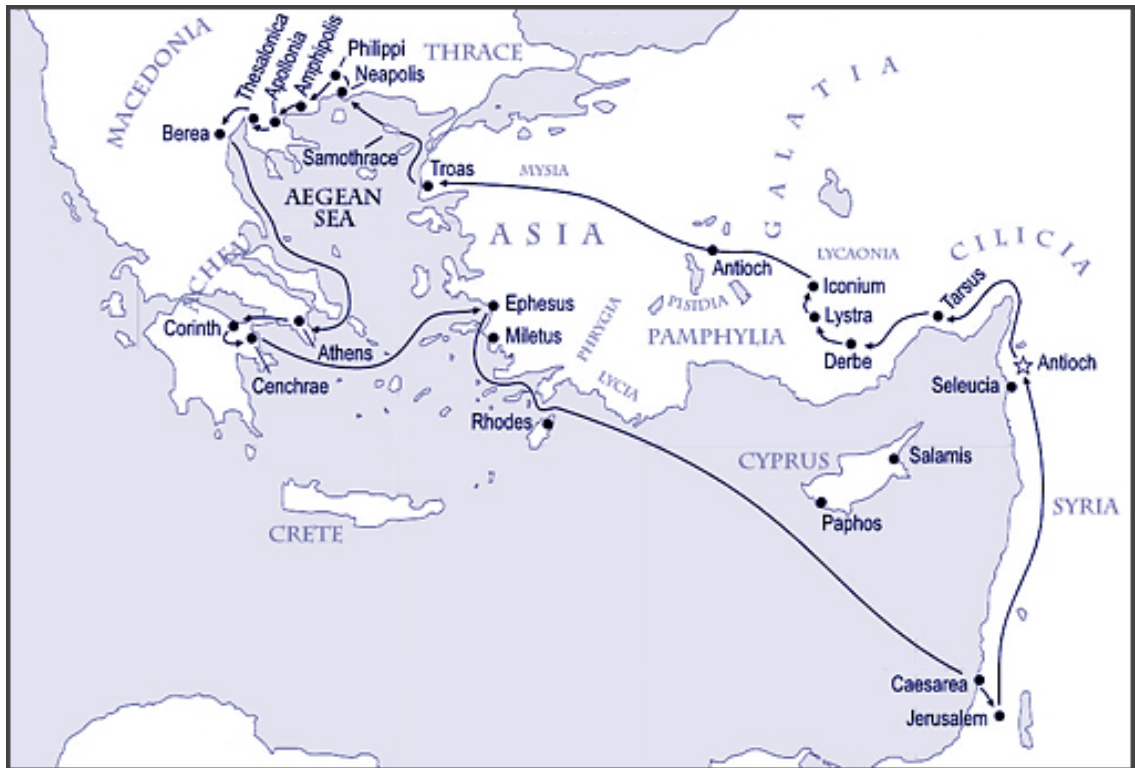 MACEDONIA
Thesalonica
Apollonia
Amphipolis
Philippi
Neapolis
THRACE
Berea
Samothrace
Troas
MYSIA
GALATIA
AEGEAN
SEA
ASIA
Antioch
LYCAONIA
CILICIA
Iconium
Tarsus
PISIDIA
Lystra
PAMPHYLIA
Derbe
Antioch
Seleucia
Ephesus
Miletus
PHRYGIA
LYCIA
Corinth
Athens
Cenchrae
Rhodes
CYPRUS
Salamis
Paphos
SYRIA
CRETE
Caesarea
Jerusalem